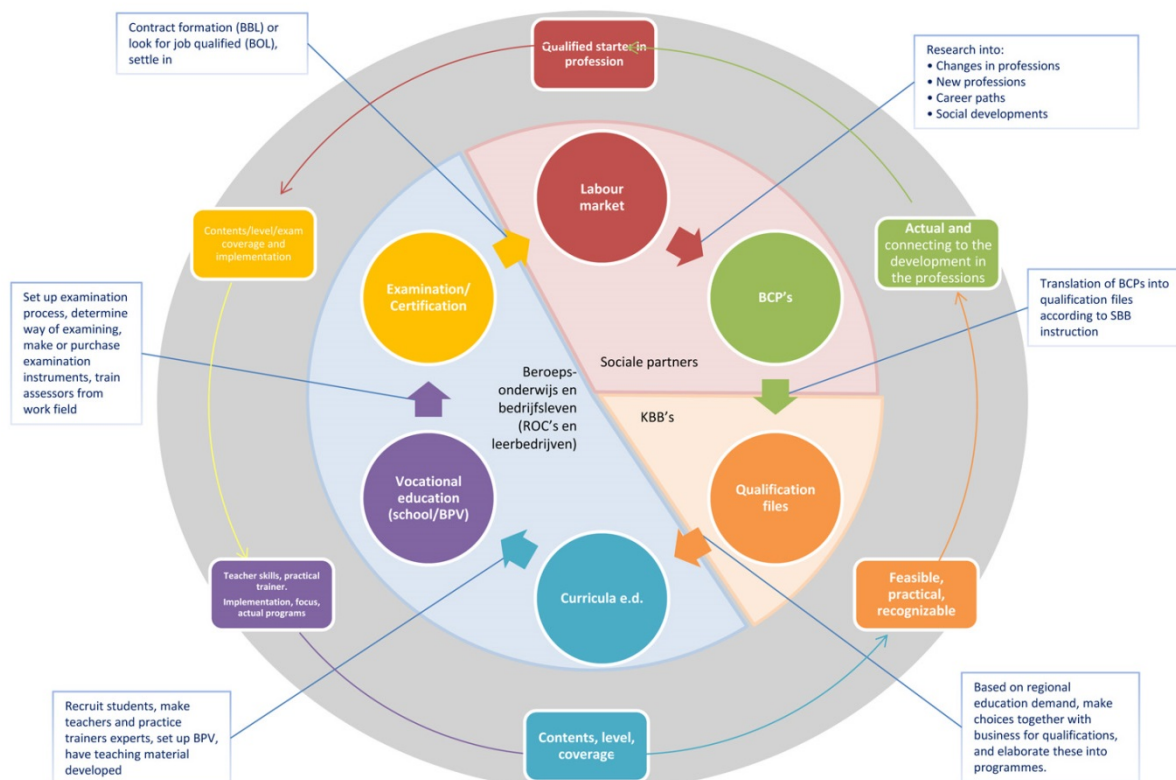 Contract formation (BBL) or
look for job qualified (BOL),
settle in
Qualified starter in
profession
Research into:
• Changes in professions
• New professions
• Career paths
• Social developments
Labour
market
Contents/level/exam
coverage and
implementation
Actual and
connecting to the
development in
the professions
Examination/
Certification
BCP's
Set up examination
process, determine
way of examining,
make or purchase
examination
instruments, train
assessors from
work field
Translation of BCPs into
qualification files
according to SBB
instruction
Sociale partners
Beroeps-
onderwijs en
bedrijfsleven
(ROC's en
leerbedrijven)
KBB's
Vocational
education
(school/BPV)
Qualification
files
Teacher skills, practical
trainer.
Implementation, focus,
actual programs
Curricula e.d.
Feasible,
practical,
recognizable
Recruit students, make
teachers and practice
trainers experts, set up BPV,
have teaching material
developed
Contents, level,
coverage
Based on regional
education demand, make
choices together with
business for qualifications,
and elaborate these into
programmes.